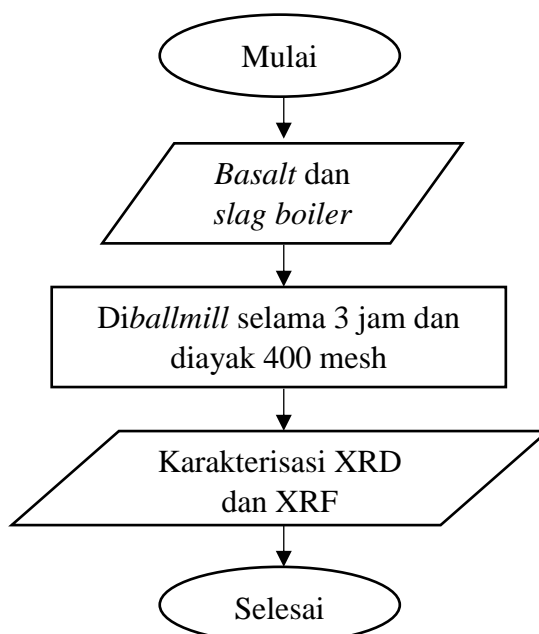 Mulai
Basalt dan
slag boiler
Diballmill selama 3 jam dan
diayak 400 mesh
Karakterisasi XRD
dan XRF
Selesai